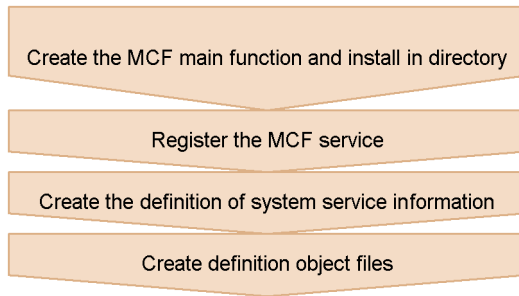 Create the MCF main function and install in directory
Register the MCF service
Create the definition of system service information
Create definition object files